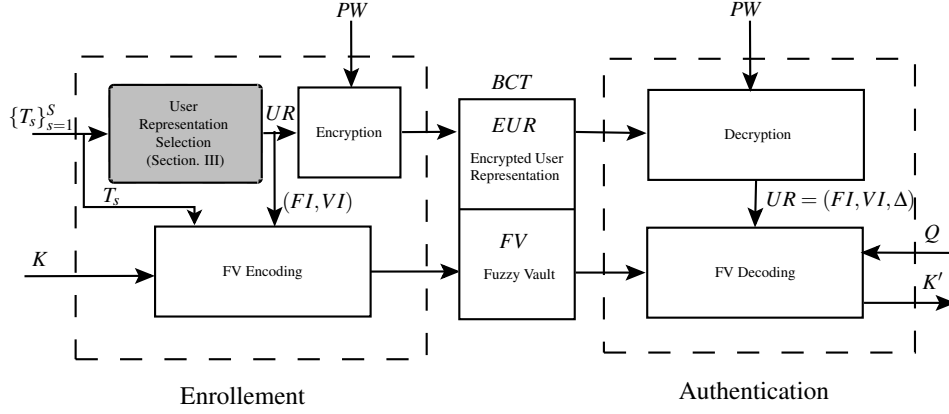 PW
PW
{T_s}_{s=1}^S
User
Representation
Selection
(Section. III)
UR
Encryption
BCT
EUR
Encrypted User
Representation
Decryption
T_s
(FI,VI)
UR = (FI,VI,Δ)
K
FV Encoding
FV
Fuzzy Vault
FV Decoding
Q
K′
Enrollement
Authentication